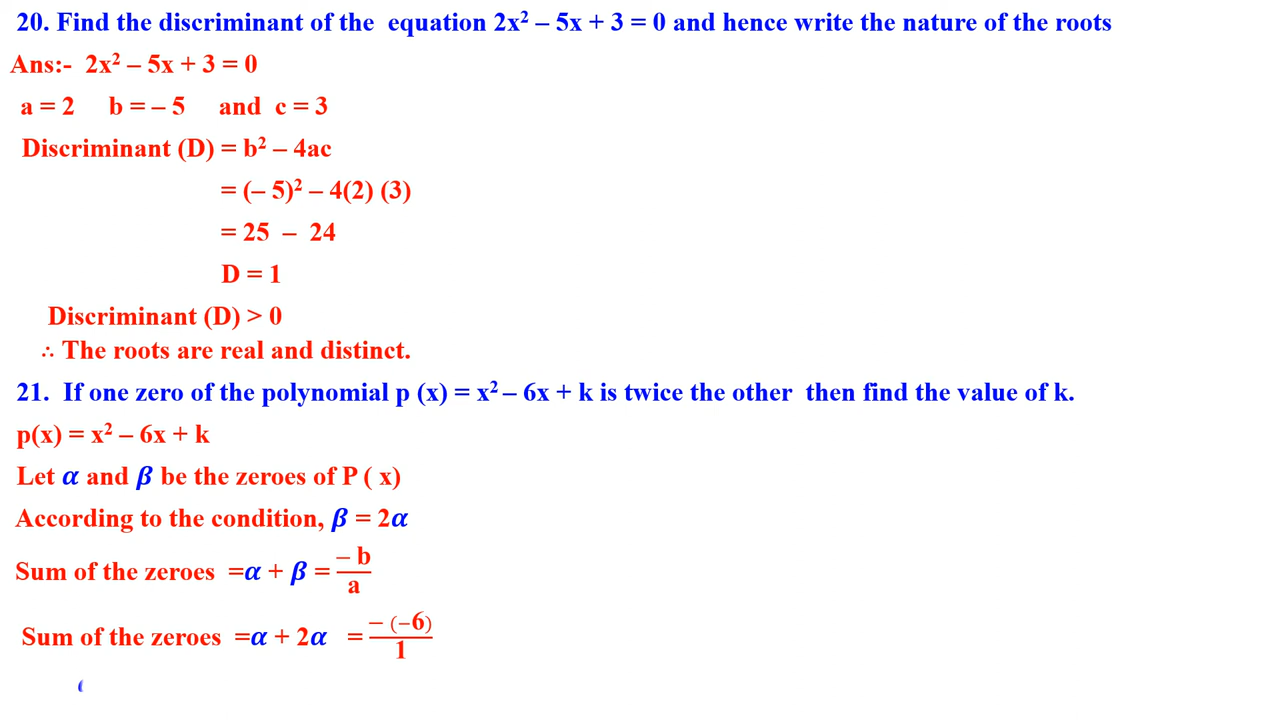 20. Find the discriminant of the equation 2x² – 5x + 3 = 0 and hence write the nature of the roots
Ans:- 2x² – 5x + 3 = 0
a = 2 b = – 5 and c = 3
Discriminant (D) = b² – 4ac
= (– 5)² – 4(2) (3)
= 25 – 24
D = 1
Discriminant (D) > 0
∴ The roots are real and distinct.
21. If one zero of the polynomial p (x) = x² – 6x + k is twice the other then find the value of k.
p(x) = x² – 6x + k
Let α and β be the zeroes of P ( x)
According to the condition, β = 2α
Sum of the zeroes =α + β = – b / a
Sum of the zeroes =α + 2α = – (–6) / 1